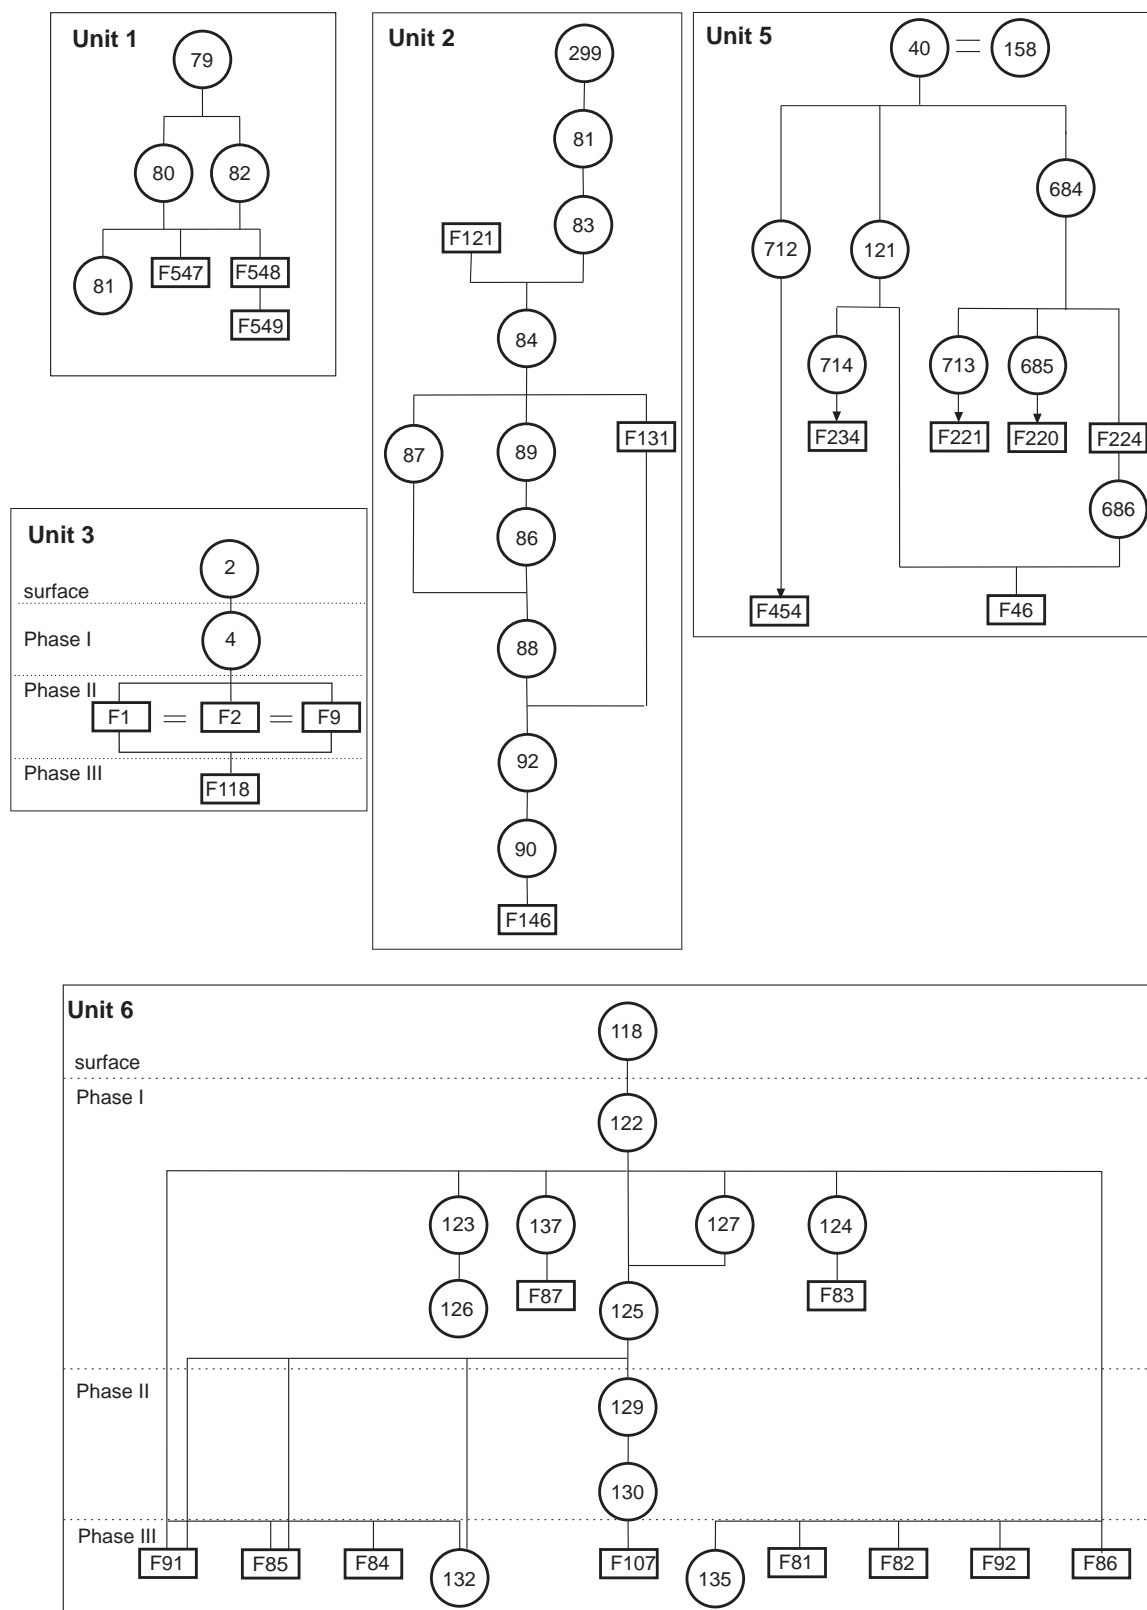 Unit 1
79
80 82
81 F547 F548
F549
Unit 2
299
81
F121 83
84
87 89 F131
86
88
92
90
F146
Unit 5
40 = 158
684
712 121
714 713 685
F234 F221 F220 F224
686
F454 F46
Unit 3
2
surface
Phase I 4
Phase II
F1 = F2 = F9
Phase III
F118
Unit 6
118
surface
Phase I
122
123 137 127 124
126 F87 125 F83
Phase II
129
130
Phase III
F91 F85 F84 132 F107 135 F81 F82 F92 F86